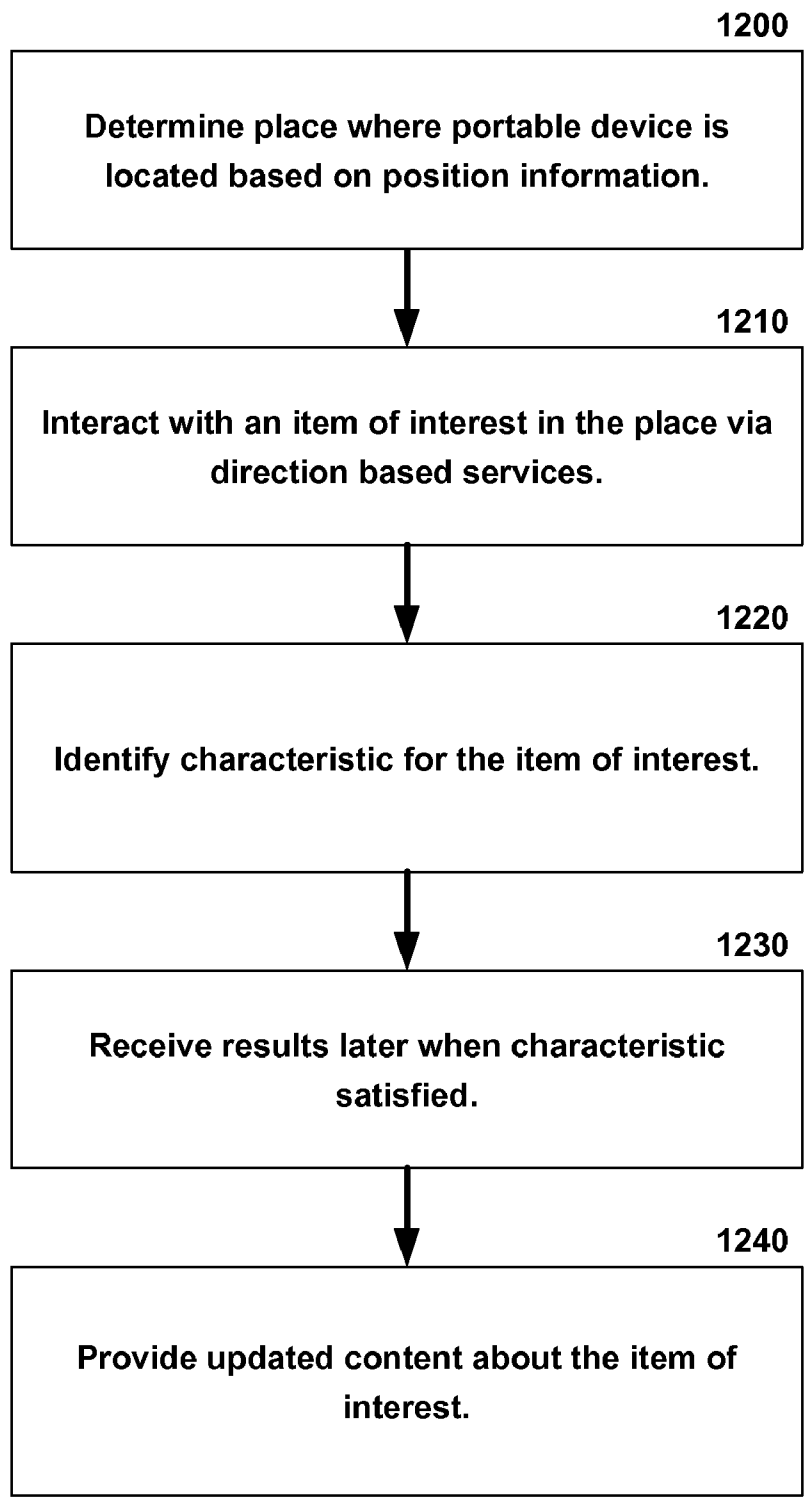 1200
Determine place where portable device is
located based on position information.
1210
Interact with an item of interest in the place via
direction based services.
1220
Identify characteristic for the item of interest.
1230
Receive results later when characteristic
satisfied.
1240
Provide updated content about the item of
interest.